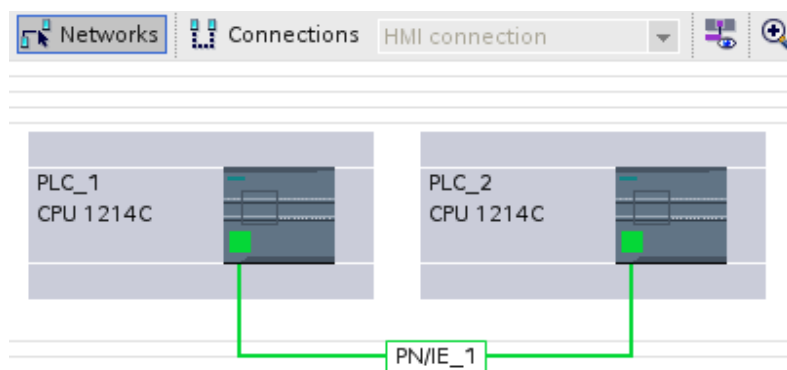 Networks Connections HMI connection
PLC_1
CPU 1214C
PLC_2
CPU 1214C
PN/IE_1